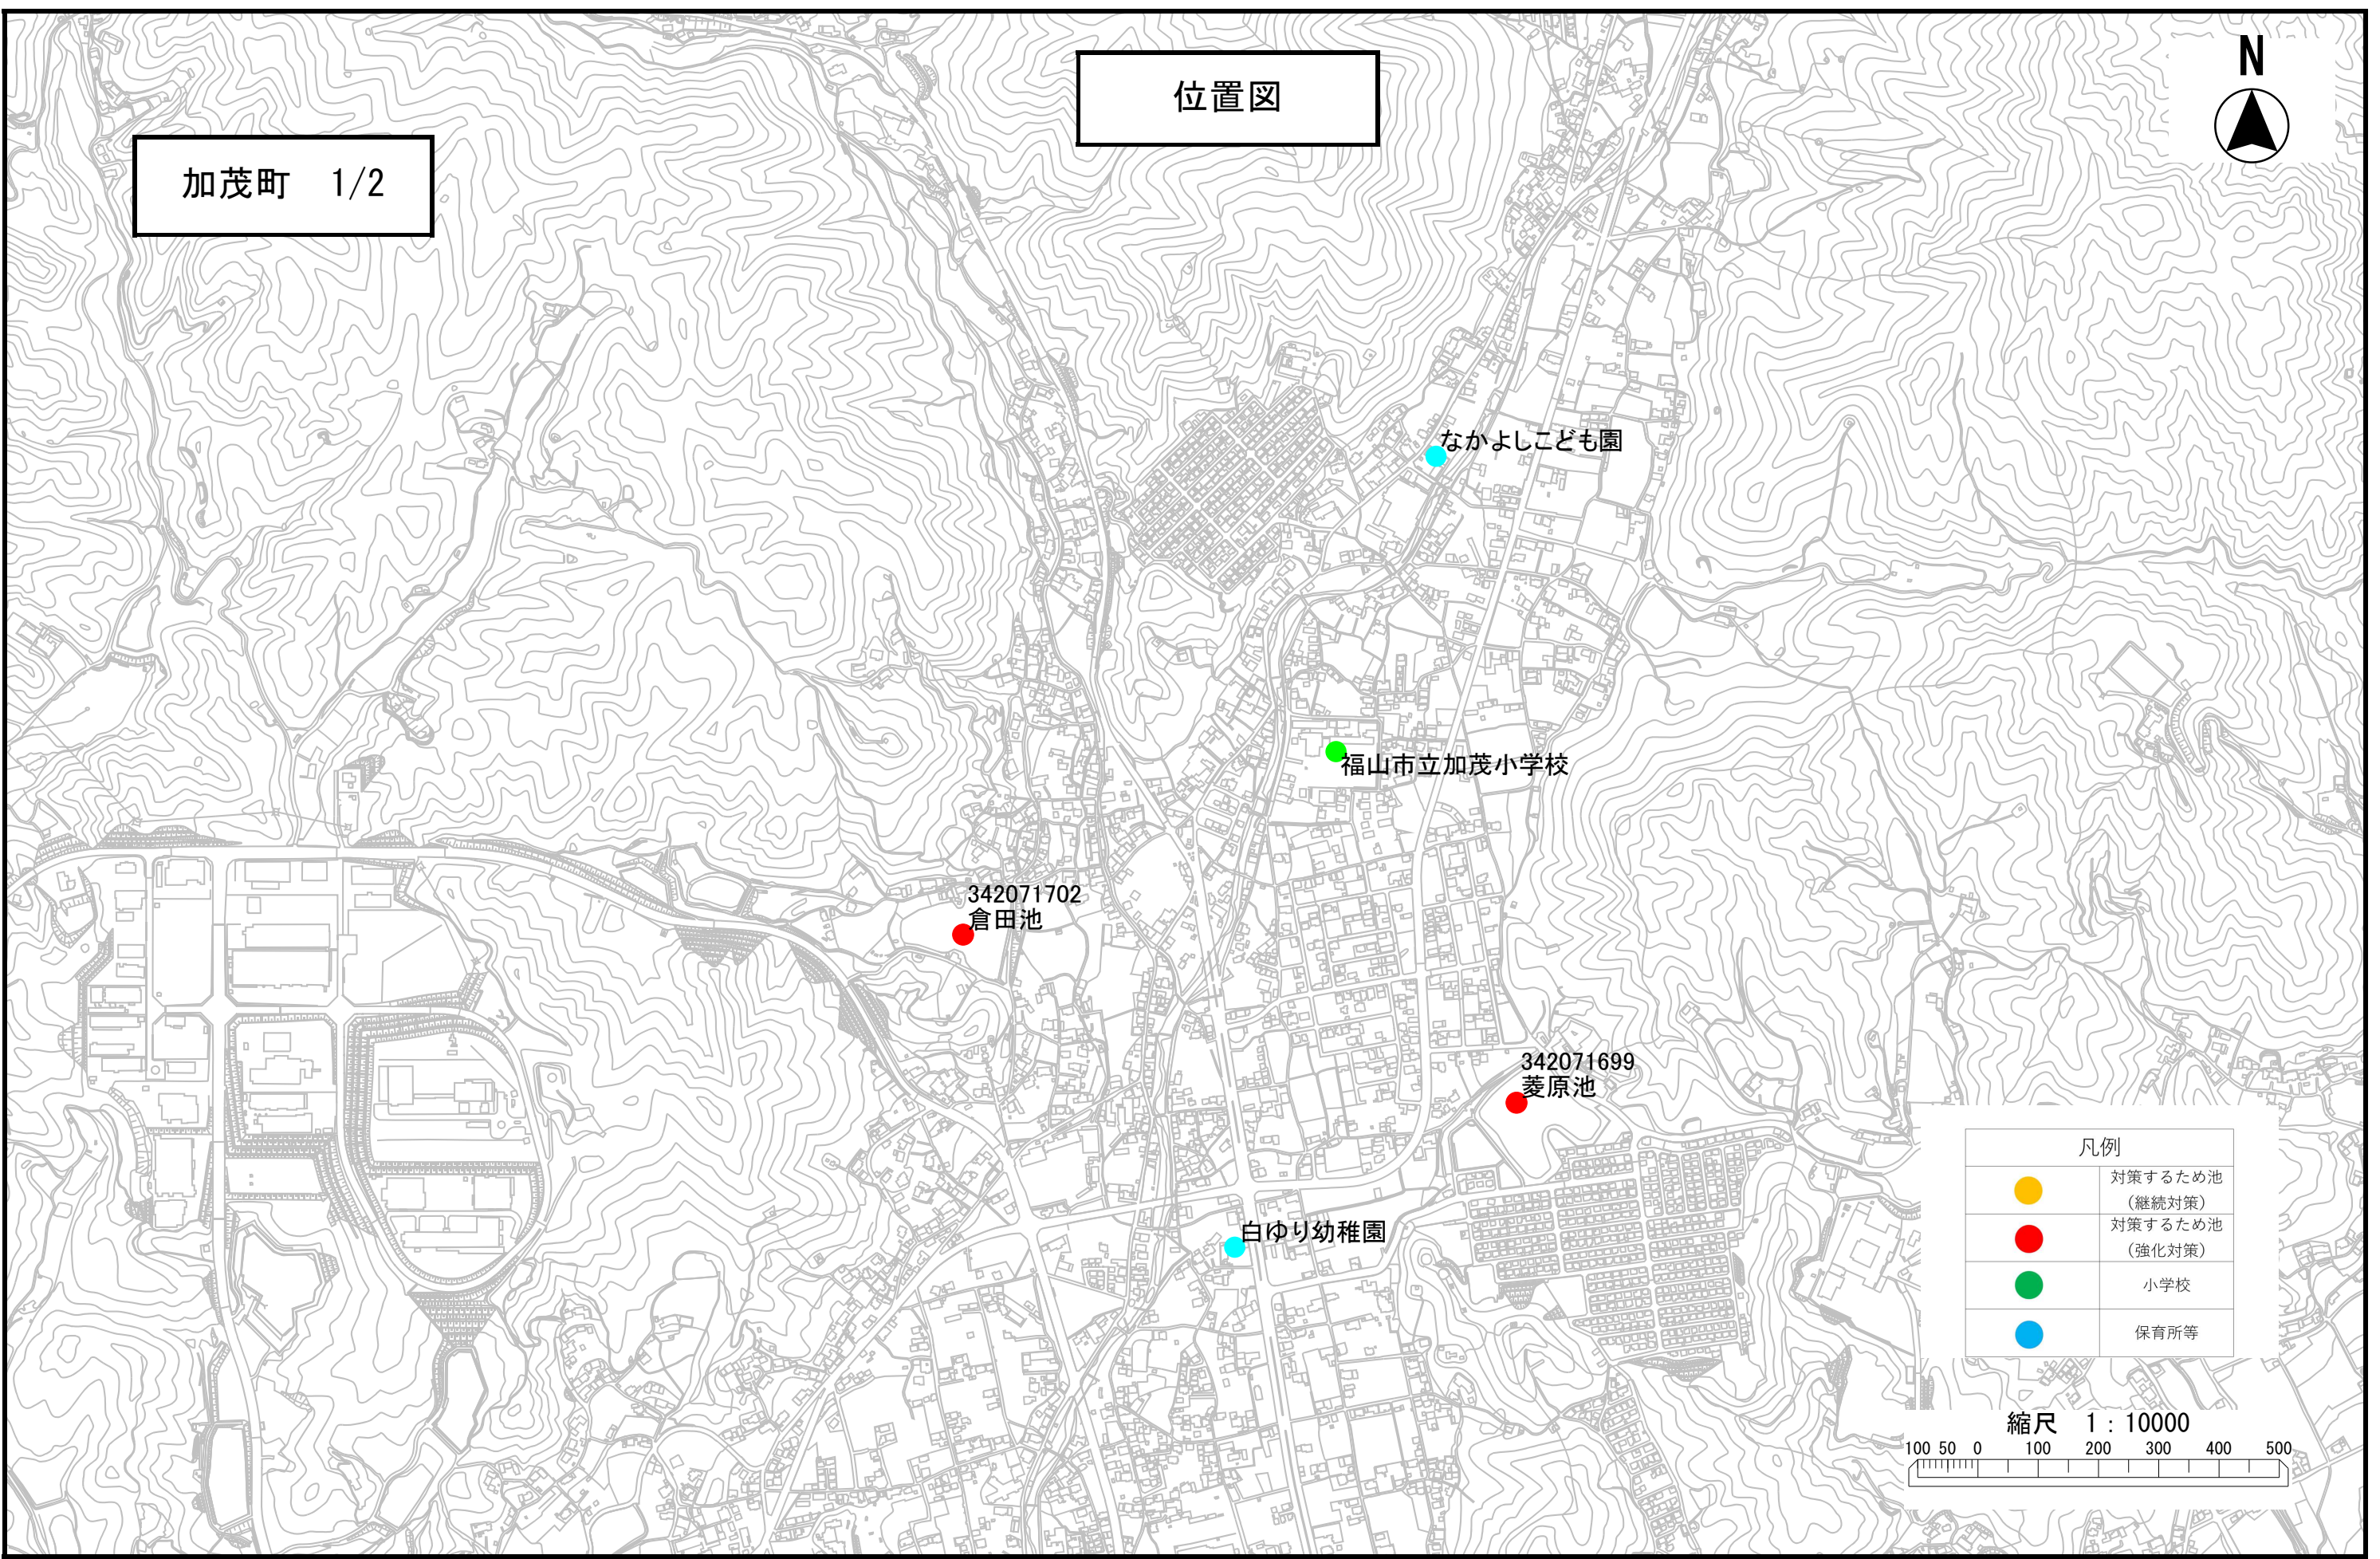 位置図
N
加茂町　1/2
なかよしこども園
福山市立加茂小学校
342071702
倉田池
342071699
菱原池
白ゆり幼稚園
凡例
対策するため池
（継続対策）
対策するため池
（強化対策）
小学校
保育所等
縮尺　1：10000
100 50 0 100 200 300 400 500